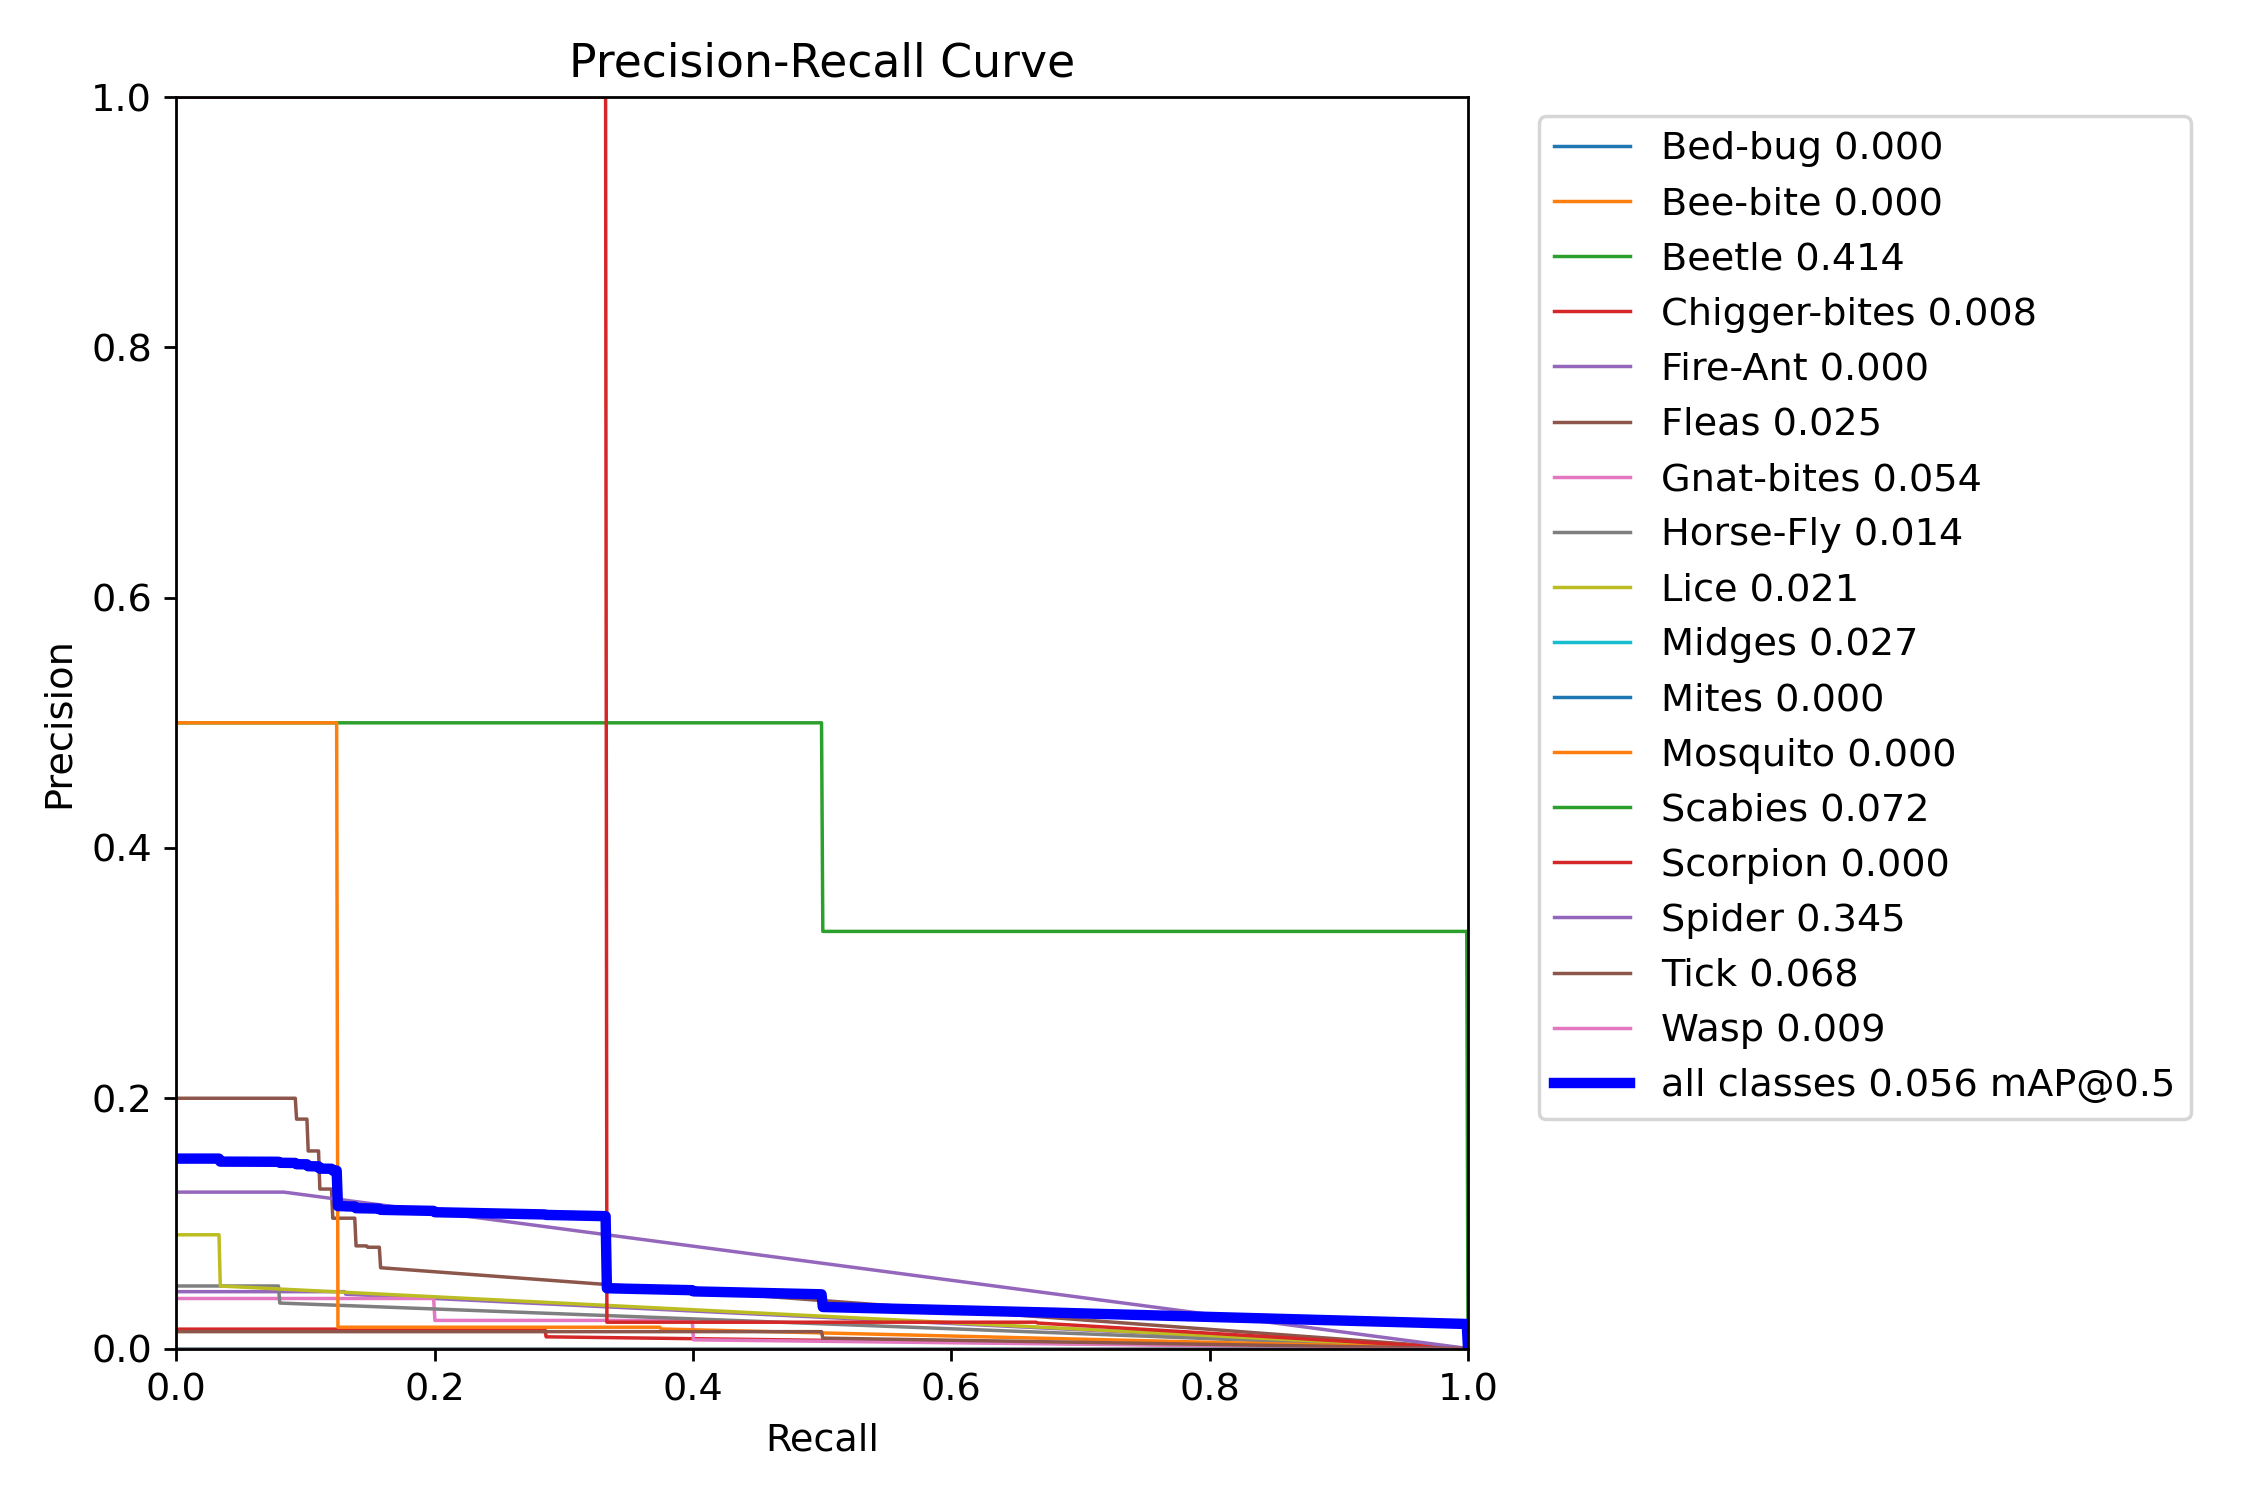 Precision-Recall Curve
1.0
0.8
0.6
0.4
0.2
0.0
Precision
0.0 0.2 0.4 0.6 0.8 1.0
Recall
Bed-bug 0.000
Bee-bite 0.000
Beetle 0.414
Chigger-bites 0.008
Fire-Ant 0.000
Fleas 0.025
Gnat-bites 0.054
Horse-Fly 0.014
Lice 0.021
Midges 0.027
Mites 0.000
Mosquito 0.000
Scabies 0.072
Scorpion 0.000
Spider 0.345
Tick 0.068
Wasp 0.009
all classes 0.056 mAP@0.5